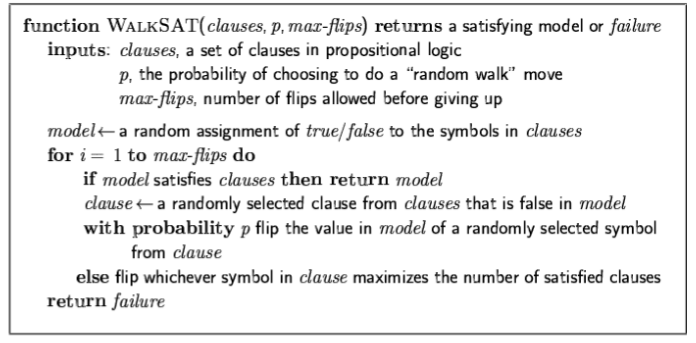 function WALKSAT(clauses, p, max-flips) returns a satisfying model or failure
inputs: clauses, a set of clauses in propositional logic
p, the probability of choosing to do a “random walk” move
max-flips, number of flips allowed before giving up
model ← a random assignment of true/false to the symbols in clauses
for i = 1 to max-flips do
if model satisfies clauses then return model
clause ← a randomly selected clause from clauses that is false in model
with probability p flip the value in model of a randomly selected symbol
from clause
else flip whichever symbol in clause maximizes the number of satisfied clauses
return failure